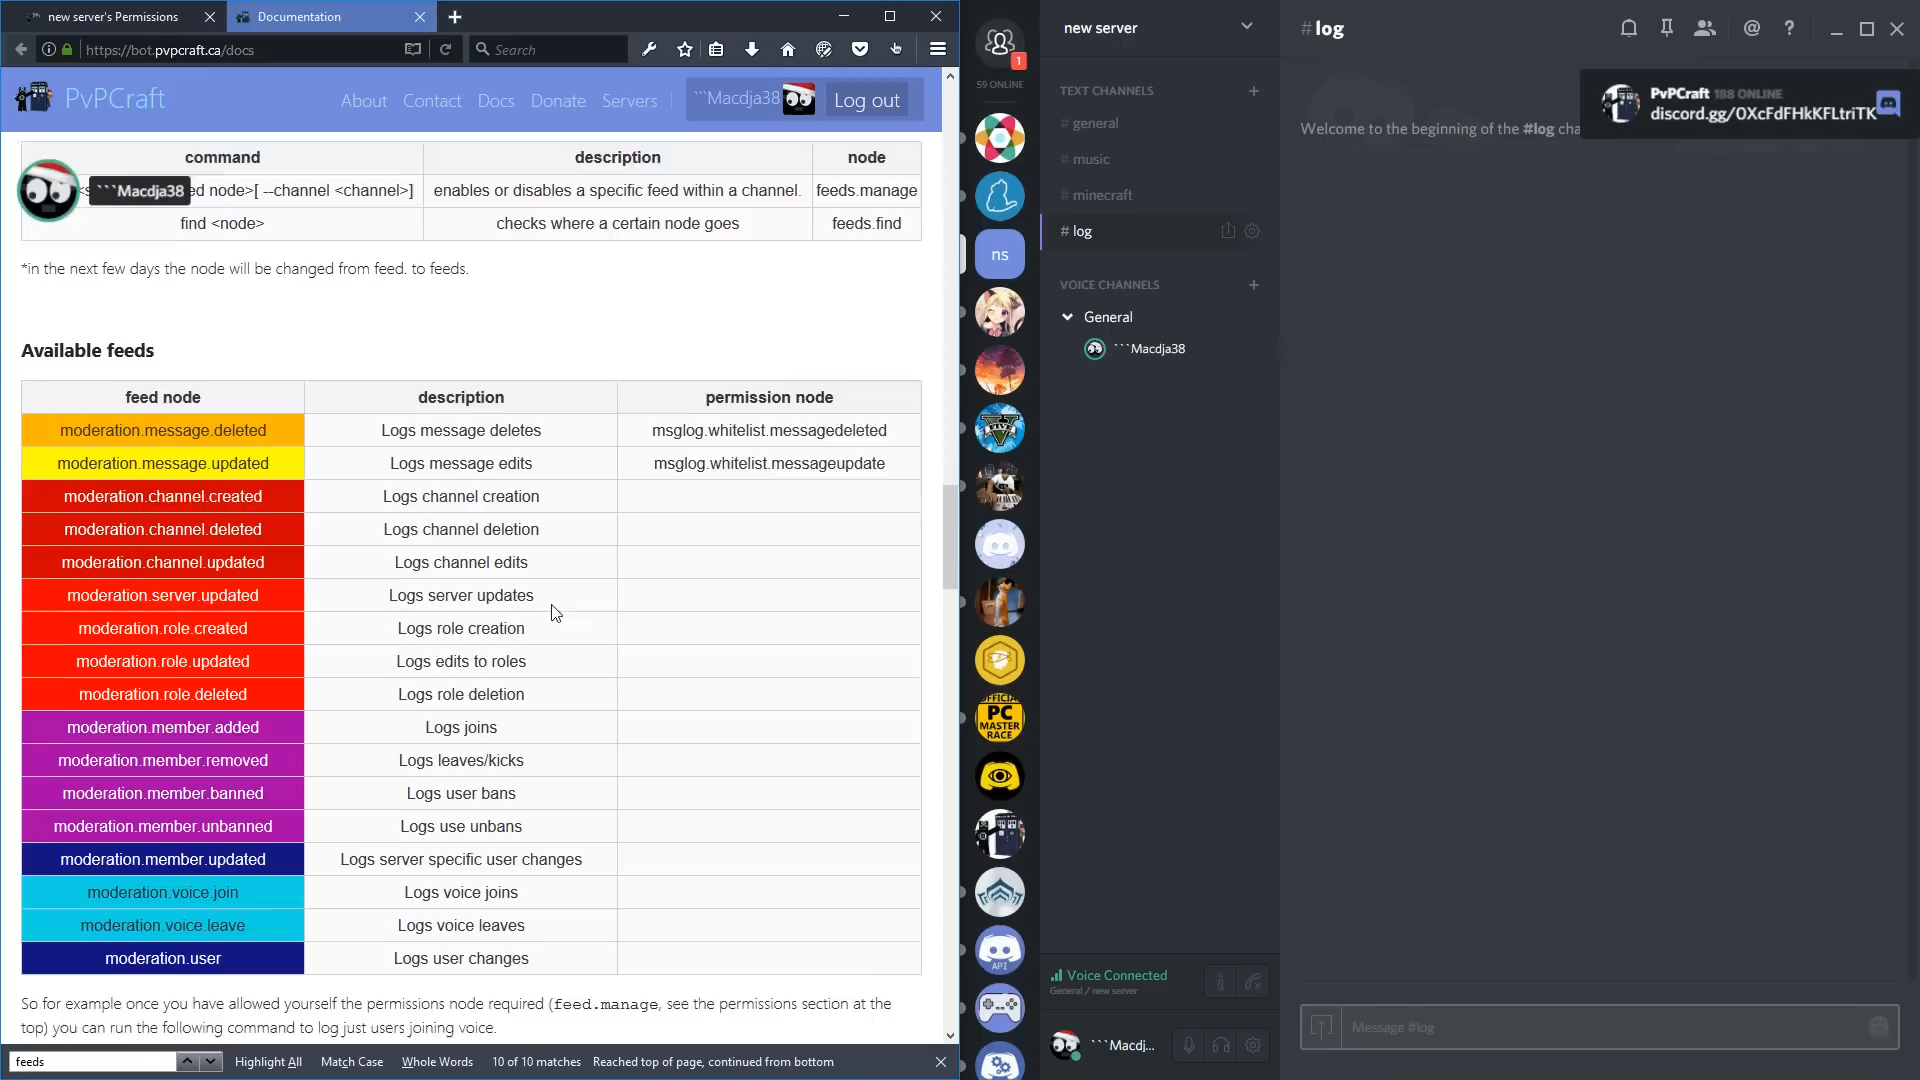 new server's Permissions
Documentation
https://bot.pvpcraft.ca/docs
Search
PvPCraft
About
Contact
Docs
Donate
Servers
```Macdja38
Log out
command
description
node
```Macdja38
ed node>[ --channel <channel>]
enables or disables a specific feed within a channel.
feeds.manage
find <node>
checks where a certain node goes
feeds.find
*in the next few days the node will be changed from feed. to feeds.
Available feeds
feed node
description
permission node
moderation.message.deleted
Logs message deletes
msglog.whitelist.messagedeleted
moderation.message.updated
Logs message edits
msglog.whitelist.messageupdate
moderation.channel.created
Logs channel creation
moderation.channel.deleted
Logs channel deletion
moderation.channel.updated
Logs channel edits
moderation.server.updated
Logs server updates
moderation.role.created
Logs role creation
moderation.role.updated
Logs edits to roles
moderation.role.deleted
Logs role deletion
moderation.member.added
Logs joins
moderation.member.removed
Logs leaves/kicks
moderation.member.banned
Logs user bans
moderation.member.unbanned
Logs use unbans
moderation.member.updated
Logs server specific user changes
moderation.voice.join
Logs voice joins
moderation.voice.leave
Logs voice leaves
moderation.user
Logs user changes
So for example once you have allowed yourself the permissions node required (feed.manage, see the permissions section at the
top) you can run the following command to log just users joining voice.
feeds
Highlight All
Match Case
Whole Words
10 of 10 matches
Reached top of page, continued from bottom
1
59 ONLINE
ns
FIVE
OFFICIAL
PC
MASTER
RACE
API
new server
TEXT CHANNELS
# general
# music
# minecraft
# log
VOICE CHANNELS
General
```Macdja38
Voice Connected
General / new server
```Macdj...
#log
Welcome to the beginning of the #log cha
PvPCraft 188 ONLINE
discord.gg/0XcFdFHkKFLtriTK
Message #log